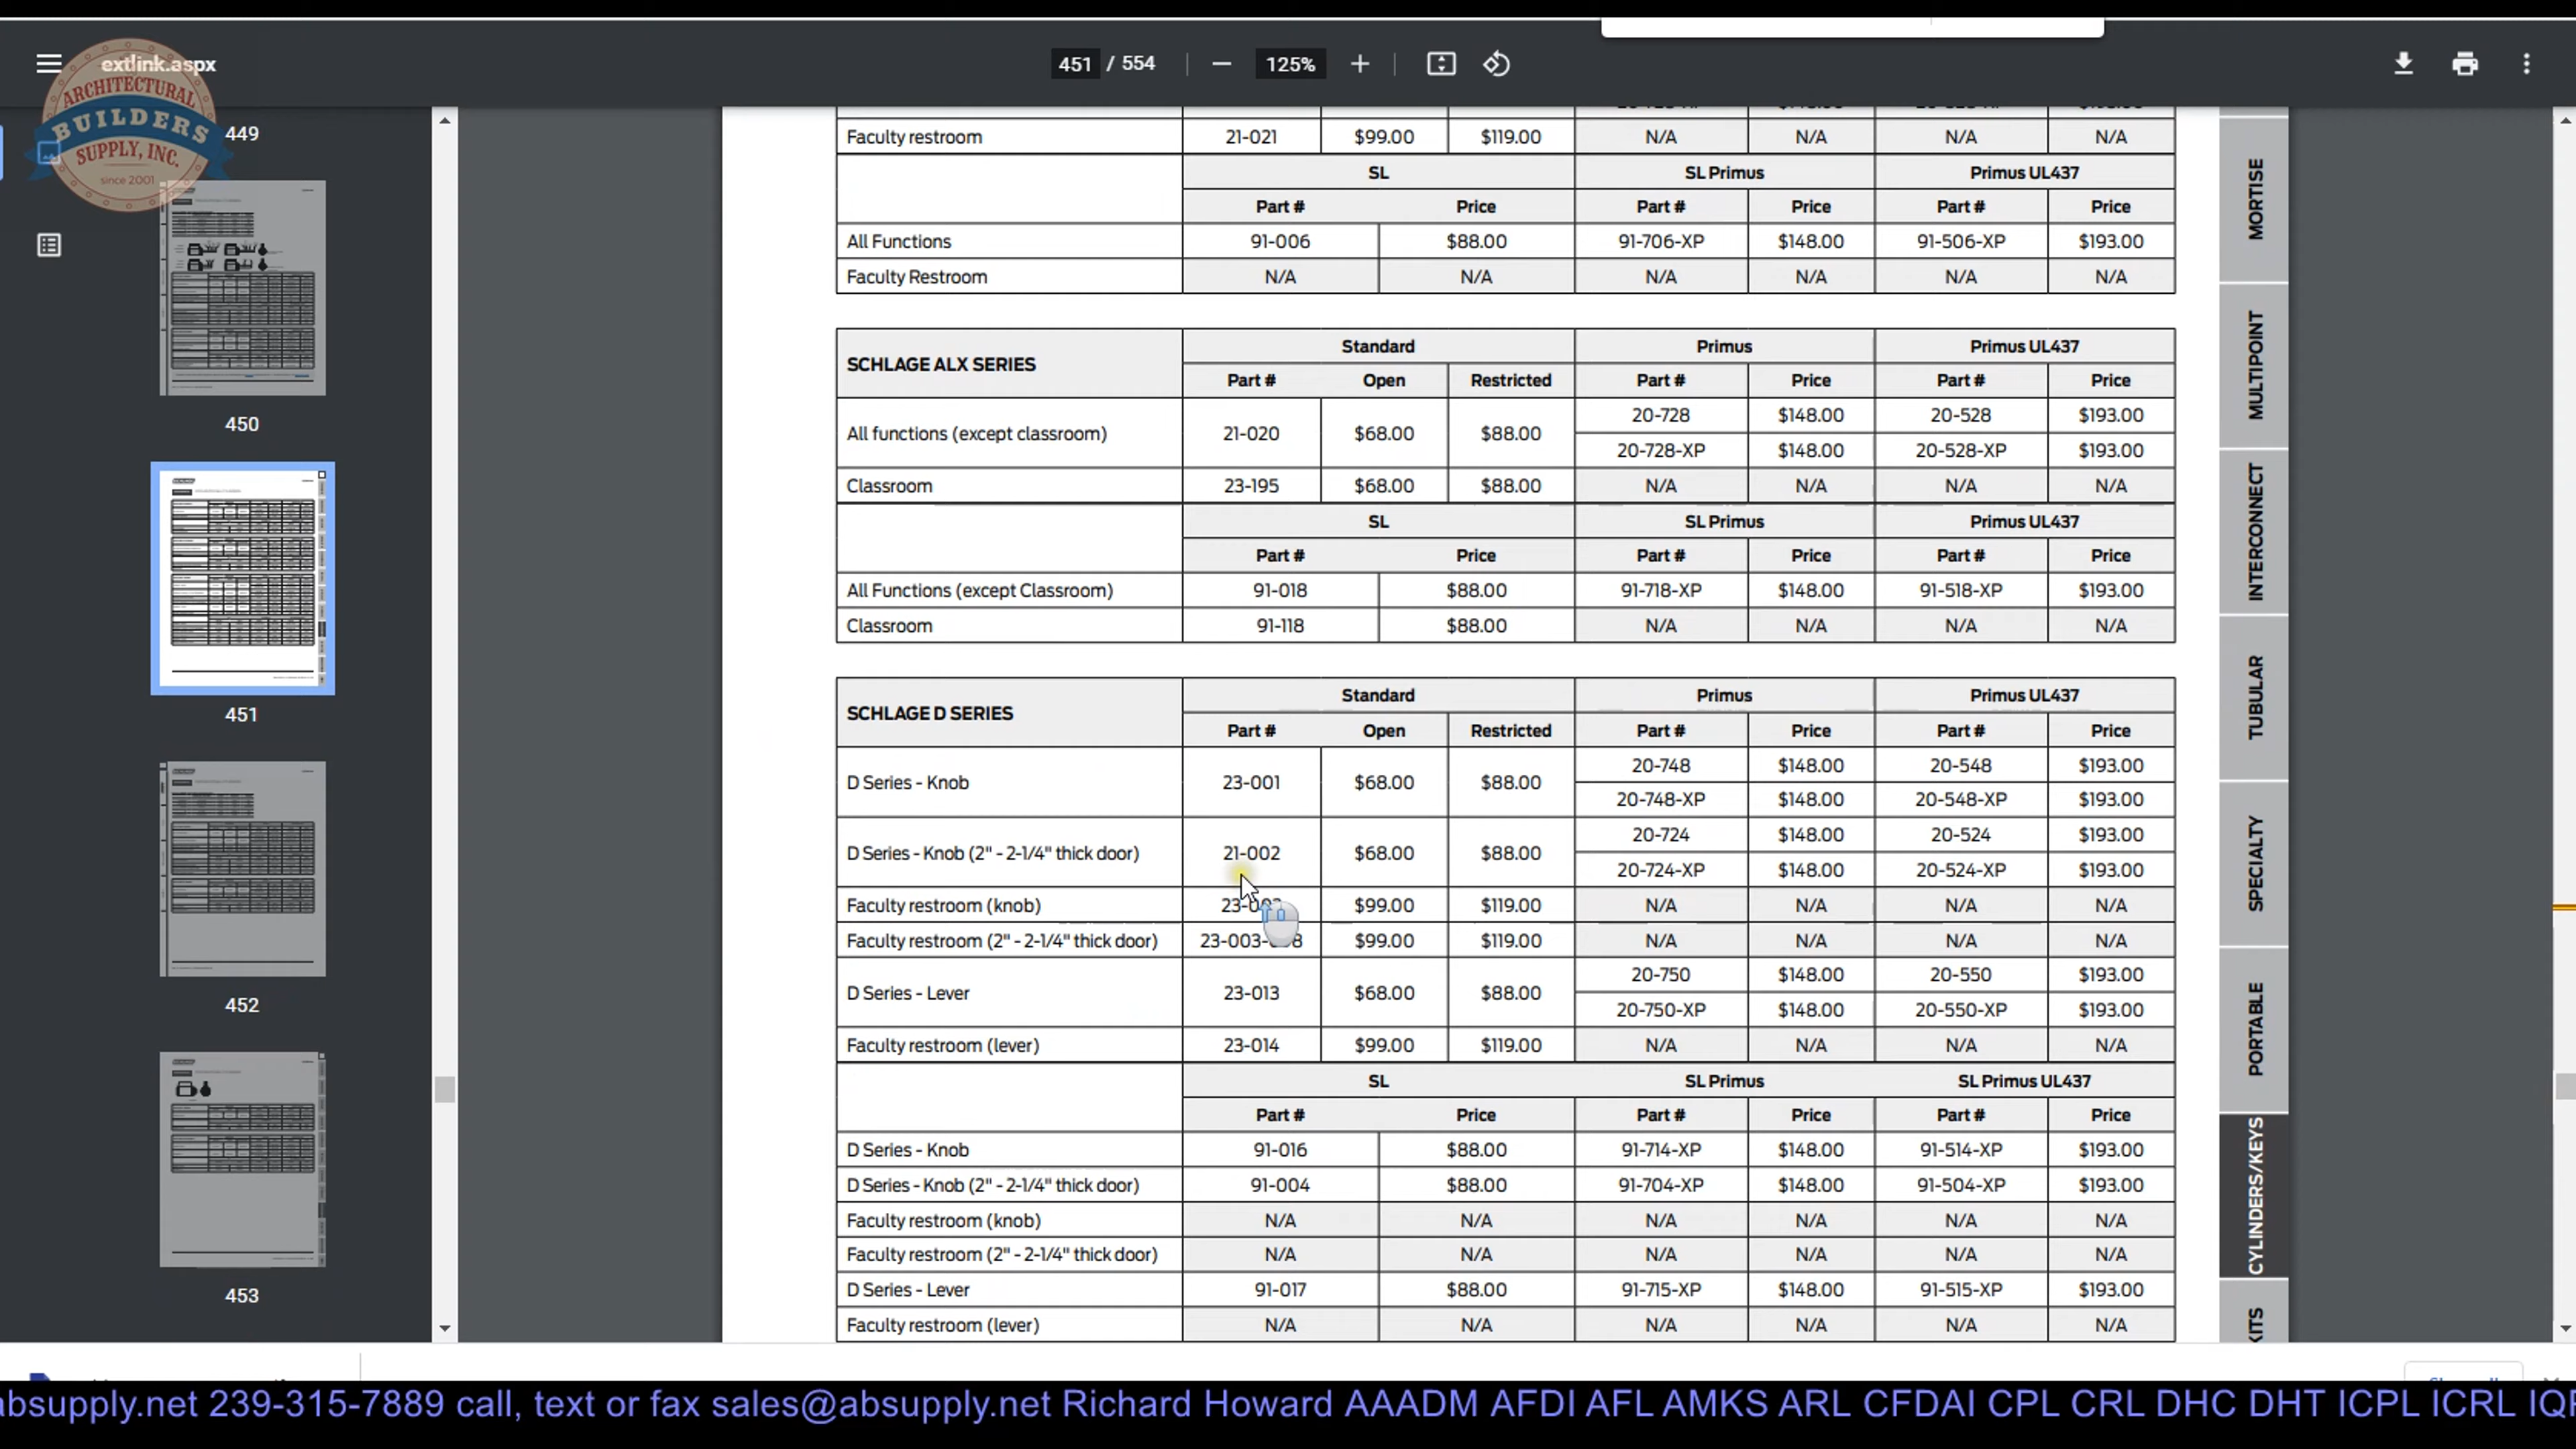 extlink.aspx
451 / 554
125%
ARCHITECTURAL
BUILDERS
SUPPLY, INC.
since 2001
449
450
451
452
453
Faculty restroom 21-021 $99.00 $119.00 N/A N/A N/A N/A
SL SL Primus Primus UL437
Part # Price Part # Price Part # Price
All Functions 91-006 $88.00 91-706-XP $148.00 91-506-XP $193.00
Faculty Restroom N/A N/A N/A N/A N/A N/A
SCHLAGE ALX SERIES Standard Primus Primus UL437
Part # Open Restricted Part # Price Part # Price
All functions (except classroom) 21-020 $68.00 $88.00 20-728 $148.00 20-528 $193.00
20-728-XP $148.00 20-528-XP $193.00
Classroom 23-195 $68.00 $88.00 N/A N/A N/A N/A
SL SL Primus Primus UL437
Part # Price Part # Price Part # Price
All Functions (except Classroom) 91-018 $88.00 91-718-XP $148.00 91-518-XP $193.00
Classroom 91-118 $88.00 N/A N/A N/A N/A
SCHLAGE D SERIES Standard Primus Primus UL437
Part # Open Restricted Part # Price Part # Price
D Series - Knob 23-001 $68.00 $88.00 20-748 $148.00 20-548 $193.00
20-748-XP $148.00 20-548-XP $193.00
D Series - Knob (2" - 2-1/4" thick door) 21-002 $68.00 $88.00 20-724 $148.00 20-524 $193.00
20-724-XP $148.00 20-524-XP $193.00
Faculty restroom (knob) $99.00 $119.00 N/A N/A N/A N/A
Faculty restroom (2" - 2-1/4" thick door) $99.00 $119.00 N/A N/A N/A N/A
D Series - Lever 23-013 $68.00 $88.00 20-750 $148.00 20-550 $193.00
20-750-XP $148.00 20-550-XP $193.00
Faculty restroom (lever) 23-014 $99.00 $119.00 N/A N/A N/A N/A
SL SL Primus SL Primus UL437
Part # Price Part # Price Part # Price
D Series - Knob 91-016 $88.00 91-714-XP $148.00 91-514-XP $193.00
D Series - Knob (2" - 2-1/4" thick door) 91-004 $88.00 91-704-XP $148.00 91-504-XP $193.00
Faculty restroom (knob) N/A N/A N/A N/A N/A N/A
Faculty restroom (2" - 2-1/4" thick door) N/A N/A N/A N/A N/A N/A
D Series - Lever 91-017 $88.00 91-715-XP $148.00 91-515-XP $193.00
Faculty restroom (lever) N/A N/A N/A N/A N/A N/A
MORTISE
MULTIPOINT
INTERCONNECT
TUBULAR
SPECIALTY
PORTABLE
CYLINDERS/KEYS
absupply.net 239-315-7889 call, text or fax sales@absupply.net Richard Howard AAADM AFDI AFL AMKS ARL CFDAI CPL CRL DHC DHT ICPL ICRL